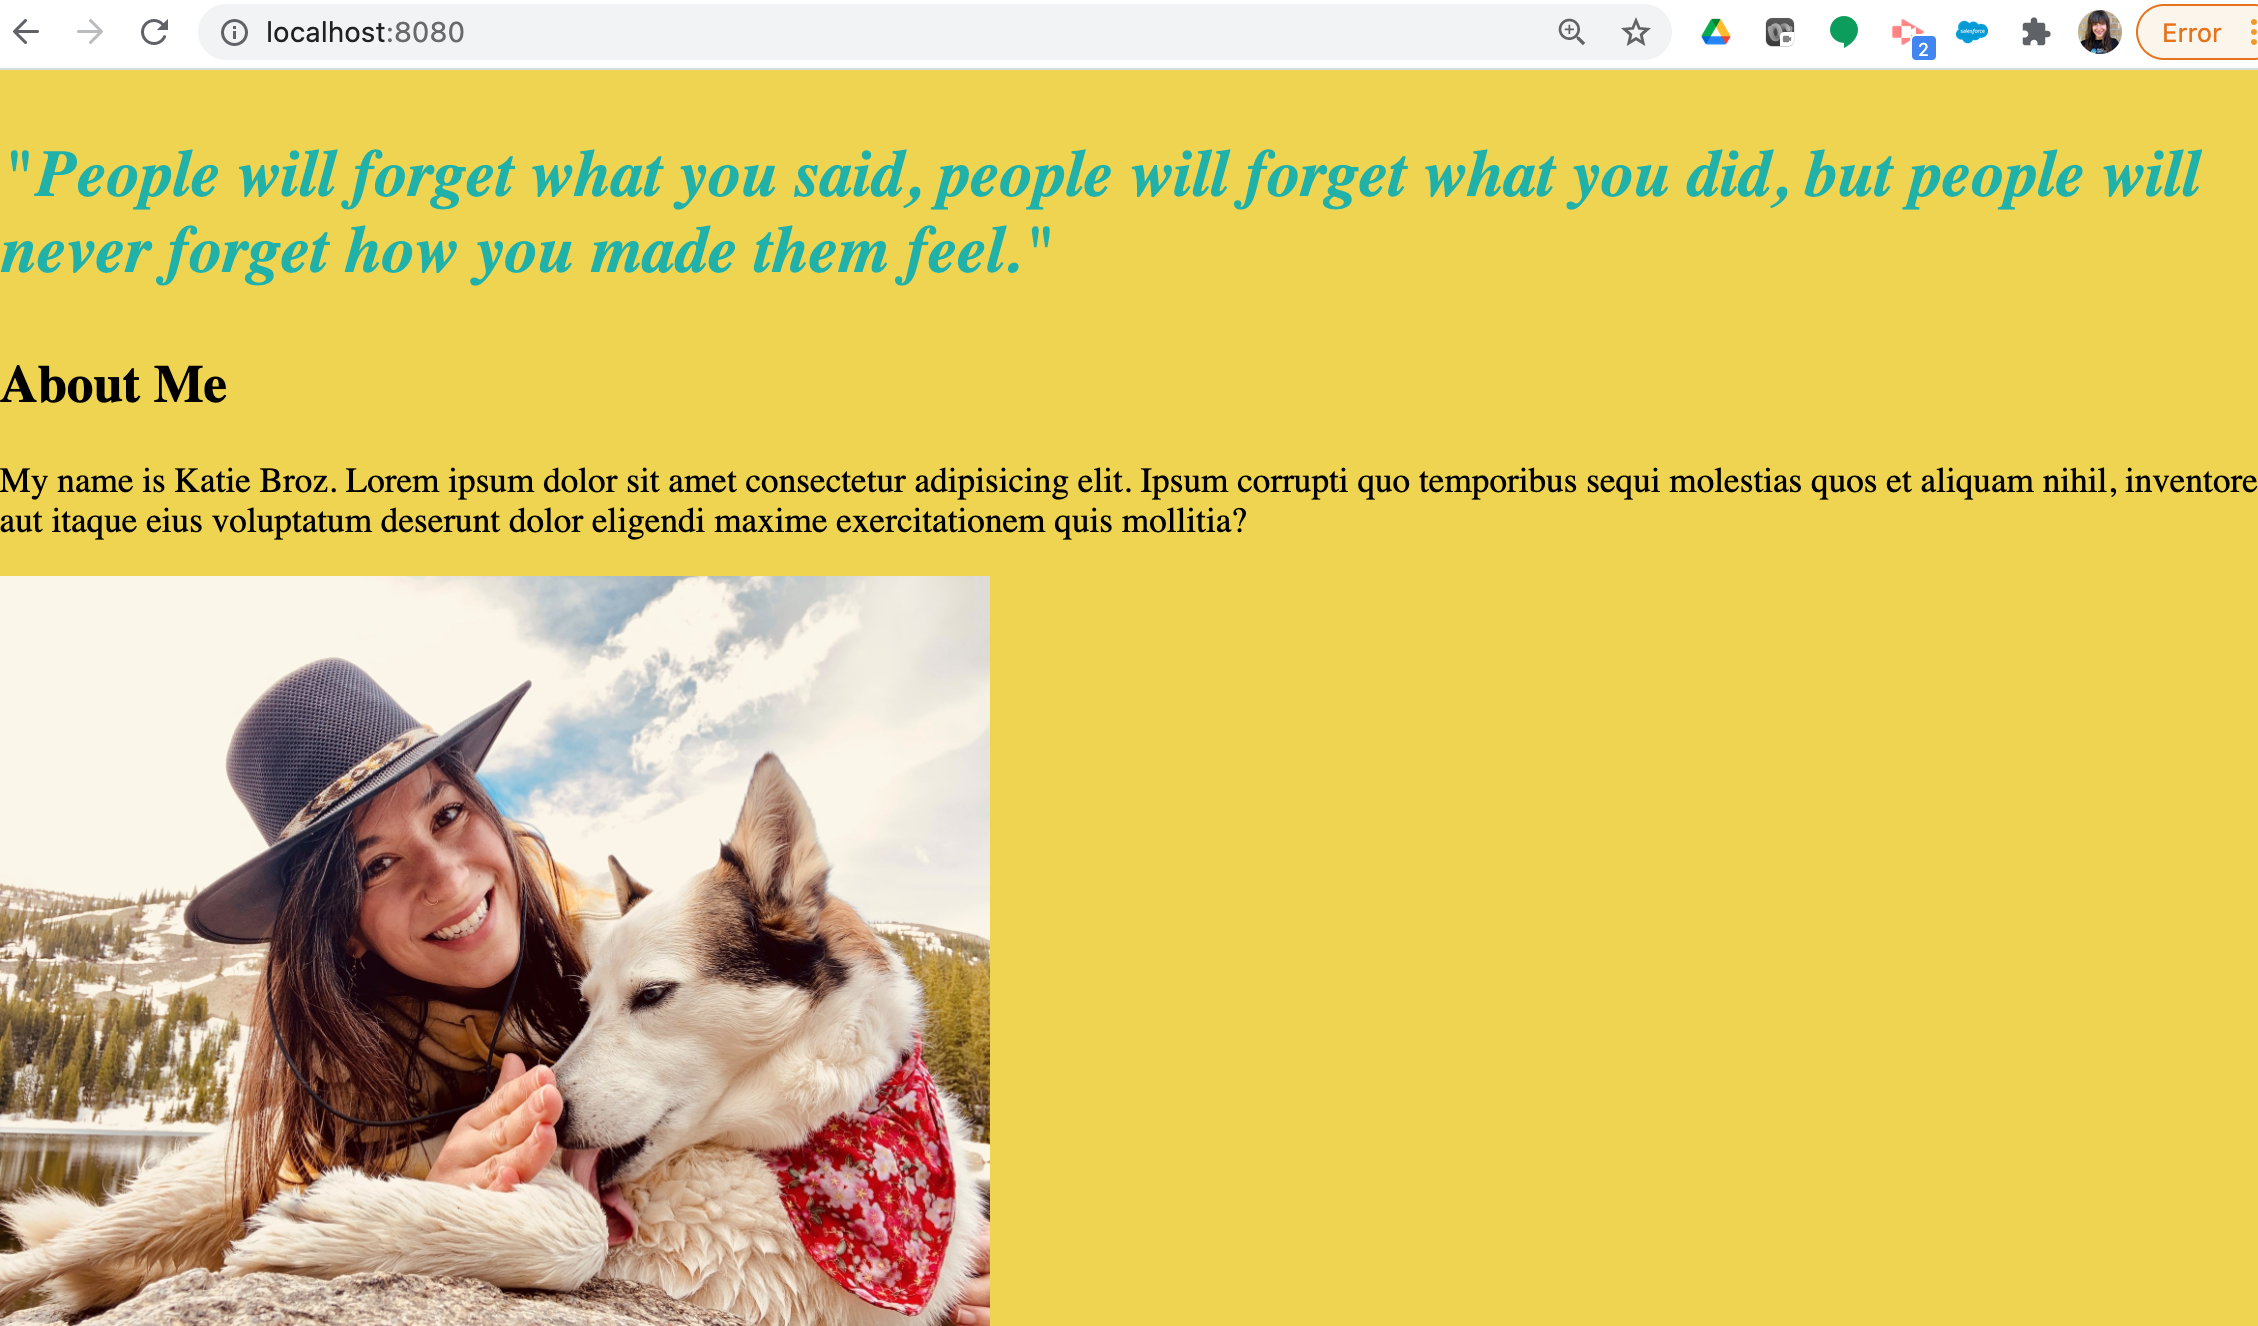 localhost:8080
2
salesforce
Error
"People will forget what you said, people will forget what you did, but people will
never forget how you made them feel."
About Me
My name is Katie Broz. Lorem ipsum dolor sit amet consectetur adipisicing elit. Ipsum corrupti quo temporibus sequi molestias quos et aliquam nihil, inventore
aut itaque eius voluptatum deserunt dolor eligendi maxime exercitationem quis mollitia?